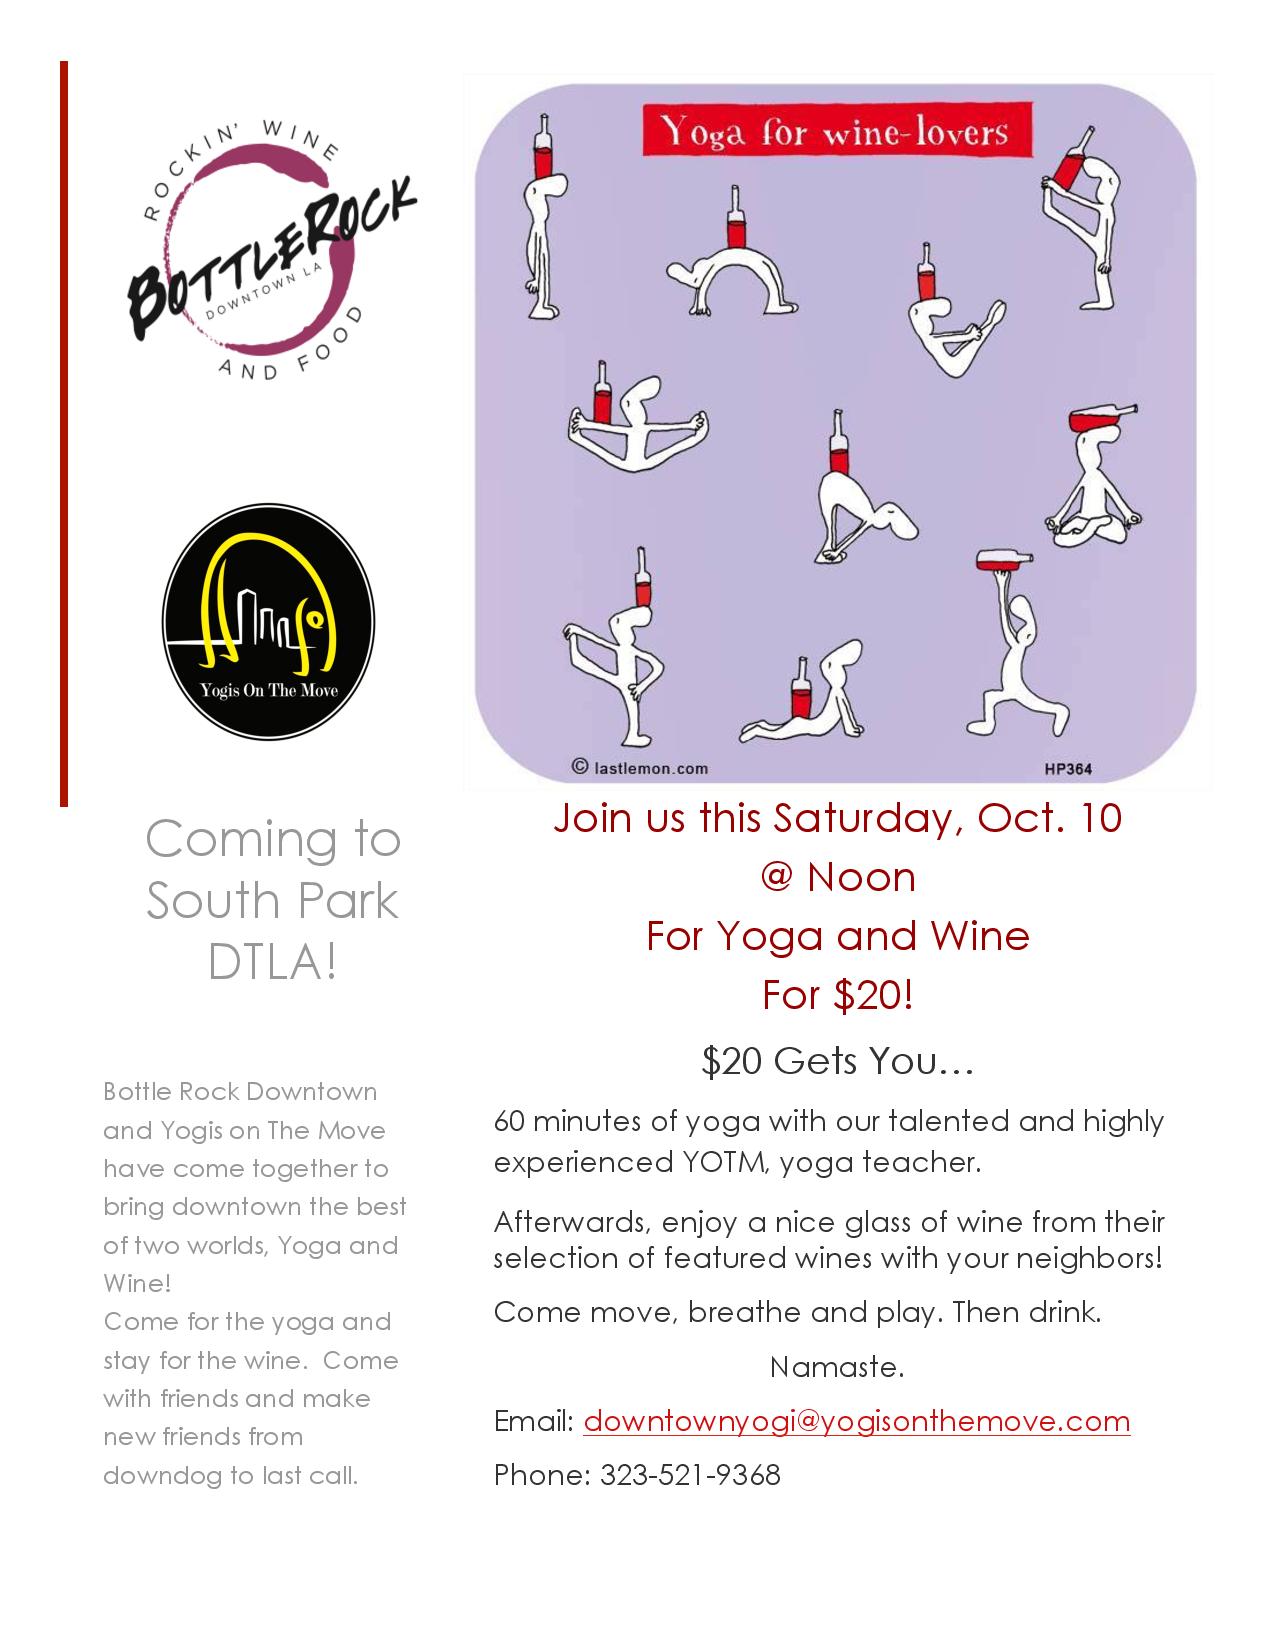 ROCKIN' WINE
BOTTLEROCK
DOWNTOWN LA
AND FOOD
Yogis On The Move
Yoga for wine-lovers
© lastlemon.com
HP364
Coming to
South Park
DTLA!
Bottle Rock Downtown
and Yogis on The Move
have come together to
bring downtown the best
of two worlds, Yoga and
Wine!
Come for the yoga and
stay for the wine.  Come
with friends and make
new friends from
downdog to last call.
Join us this Saturday, Oct. 10
@ Noon
For Yoga and Wine
For $20!
$20 Gets You…
60 minutes of yoga with our talented and highly
experienced YOTM, yoga teacher.
Afterwards, enjoy a nice glass of wine from their
selection of featured wines with your neighbors!
Come move, breathe and play. Then drink.
Namaste.
Email: downtownyogi@yogisonthemove.com
Phone: 323-521-9368